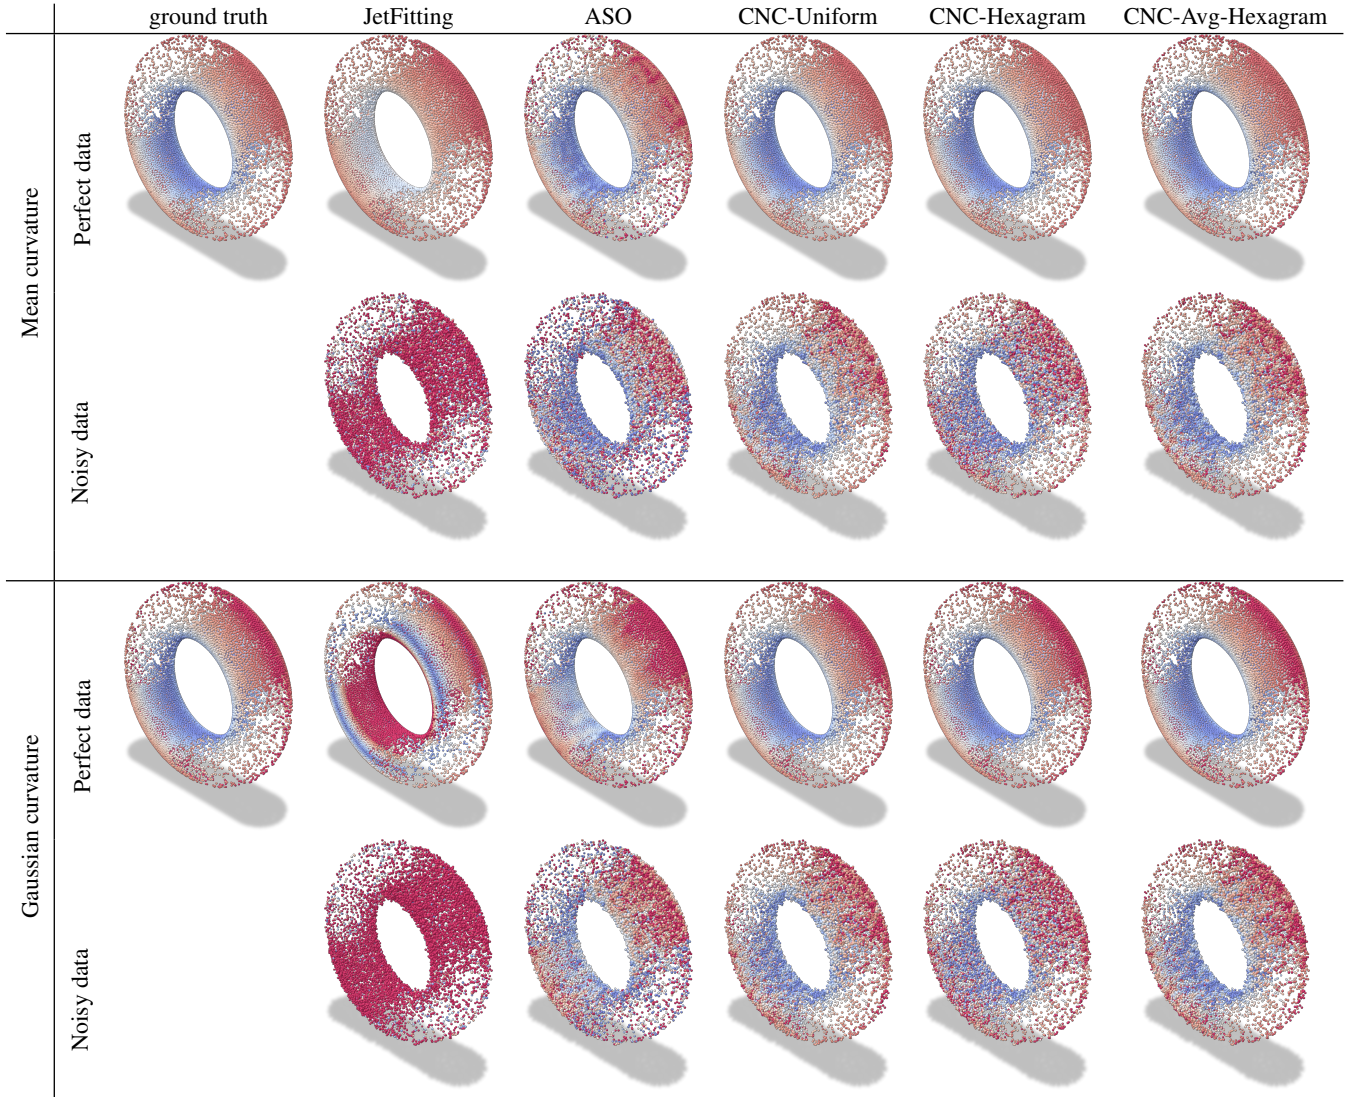 ground truth JetFitting ASO CNC-Uniform CNC-Hexagram CNC-Avg-Hexagram
Mean curvature
Perfect data
Noisy data
Gaussian curvature
Perfect data
Noisy data